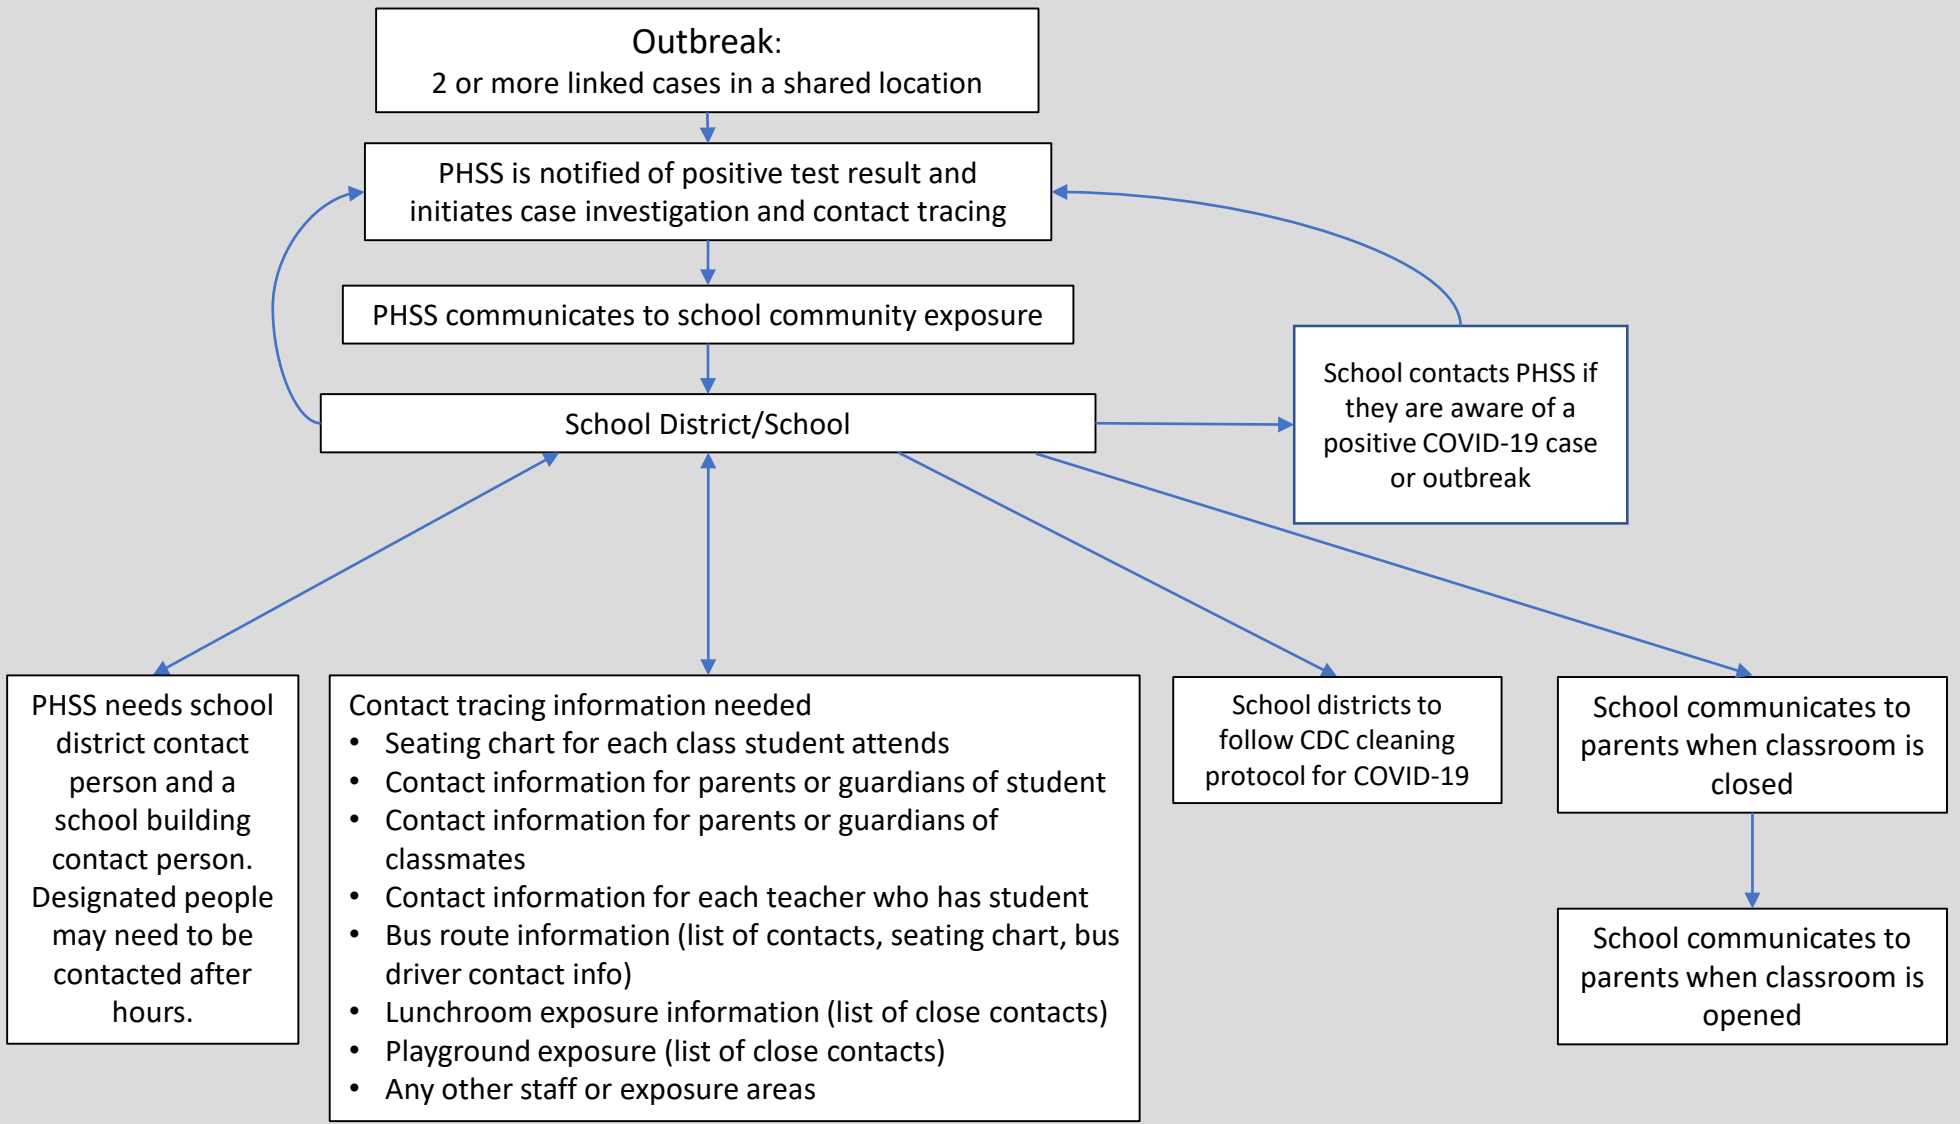 Outbreak:
2 or more linked cases in a shared location
PHSS is notified of positive test result and
initiates case investigation and contact tracing
PHSS communicates to school community exposure
School District/School
School contacts PHSS if
they are aware of a
positive COVID-19 case
or outbreak
PHSS needs school
district contact
person and a
school building
contact person.
Designated people
may need to be
contacted after
hours.
Contact tracing information needed
• Seating chart for each class student attends
• Contact information for parents or guardians of student
• Contact information for parents or guardians of
classmates
• Contact information for each teacher who has student
• Bus route information (list of contacts, seating chart, bus
driver contact info)
• Lunchroom exposure information (list of close contacts)
• Playground exposure (list of close contacts)
• Any other staff or exposure areas
School districts to
follow CDC cleaning
protocol for COVID-19
School communicates to
parents when classroom is
closed
School communicates to
parents when classroom is
opened